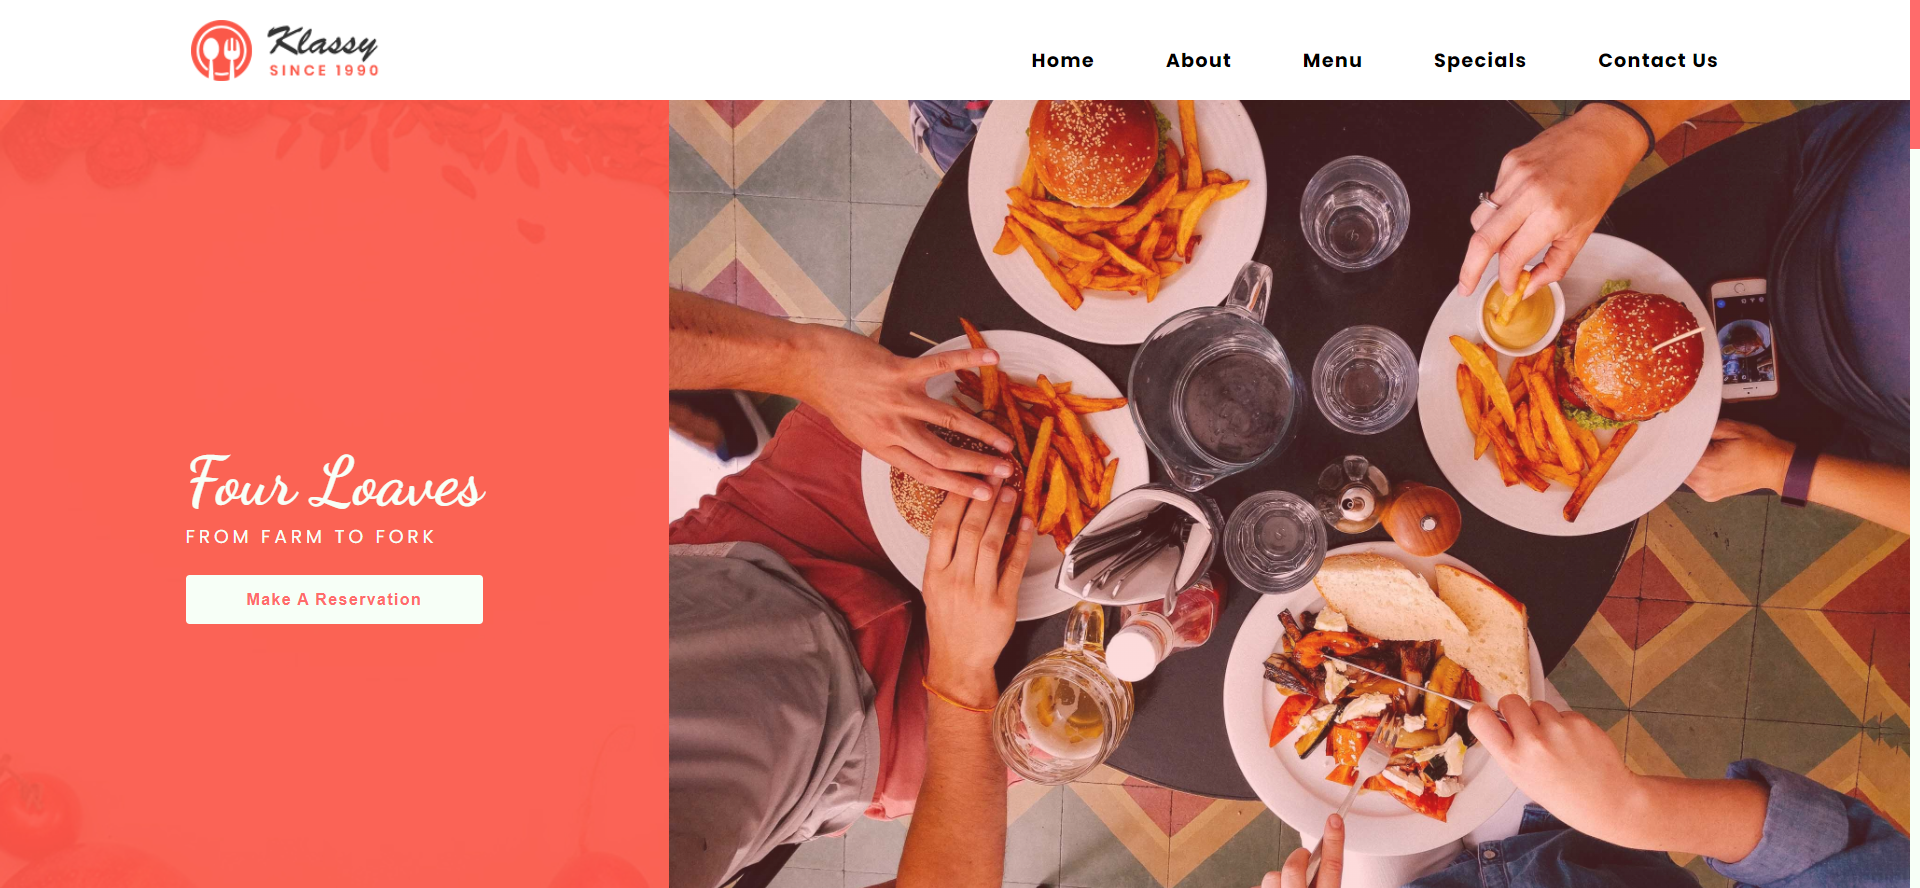 Klassy
SINCE 1990
Home About Menu Specials Contact Us
Four Loaves
FROM FARM TO FORK
Make A Reservation